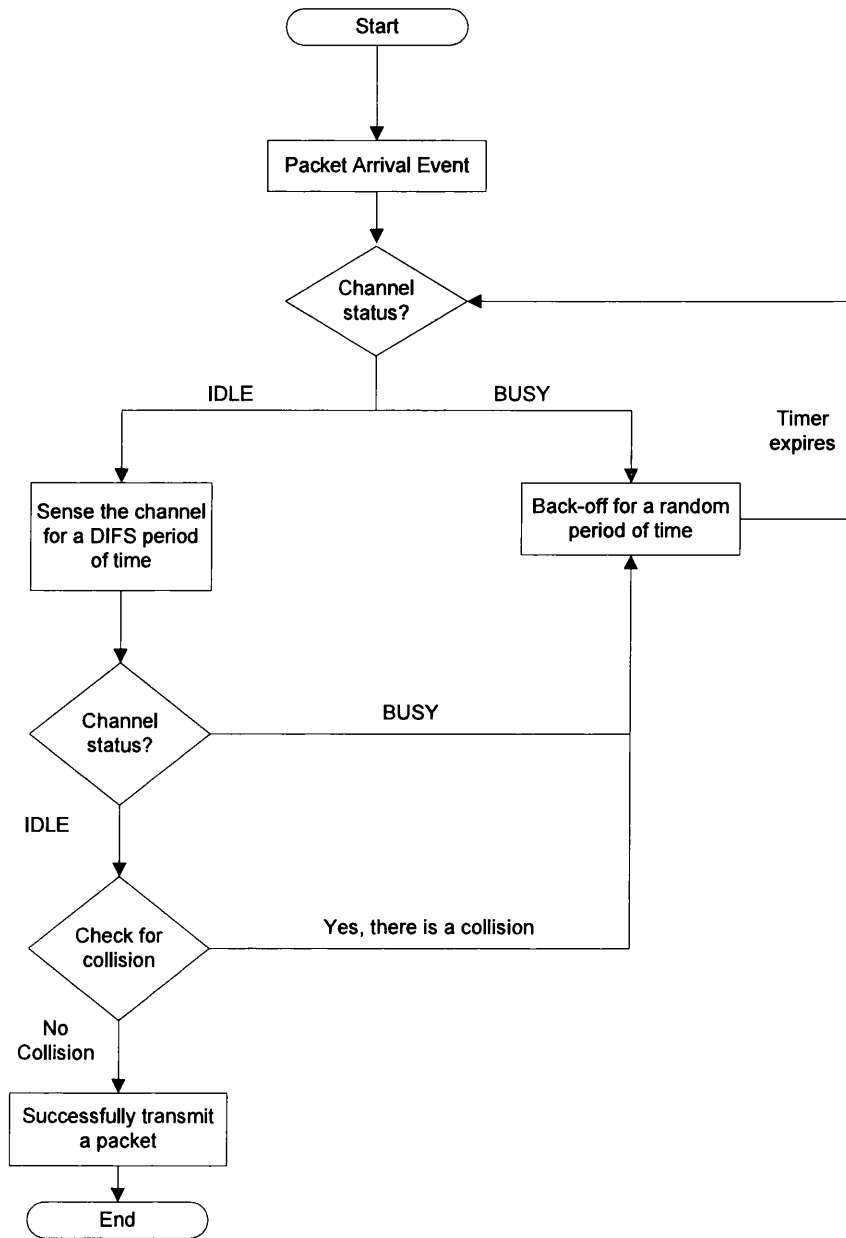 Start
Packet Arrival Event
Channel
status?
IDLE
BUSY
Timer
expires
Sense the channel
for a DIFS period
of time
Back-off for a random
period of time
Channel
status?
BUSY
IDLE
Check for
collision
Yes, there is a collision
No
Collision
Successfully transmit
a packet
End